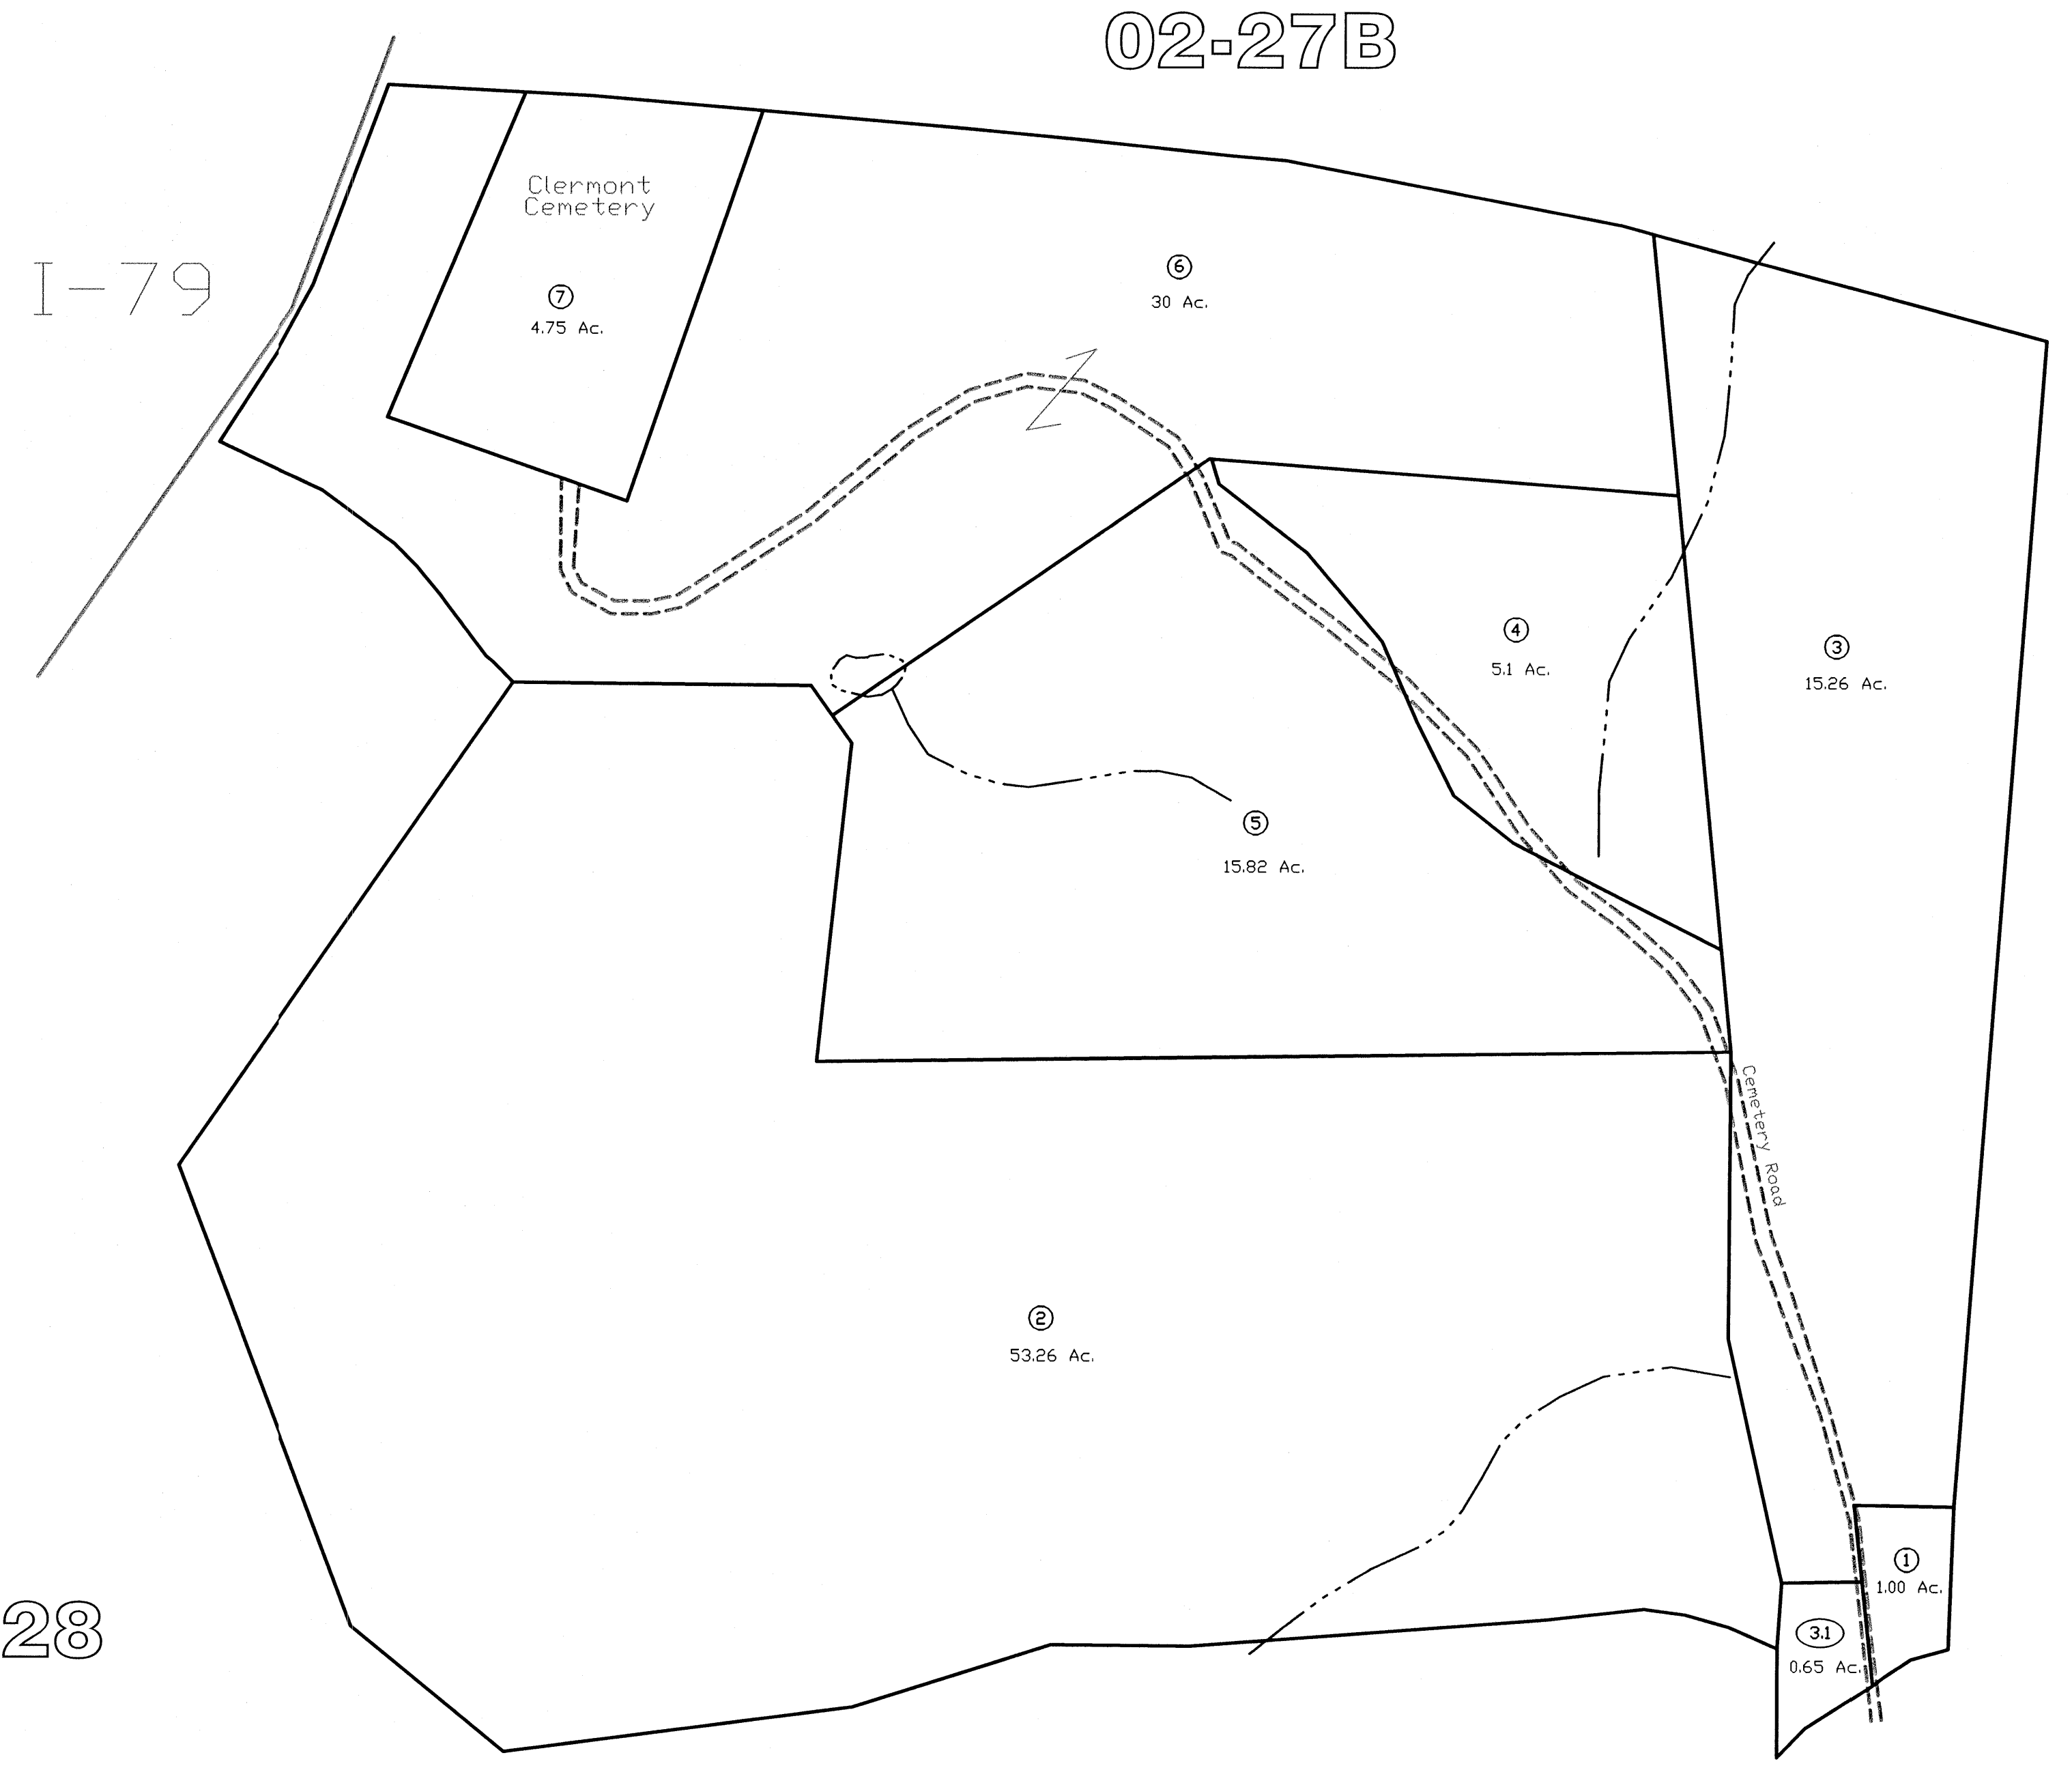 02-27B
Clermont
Cemetery
I-79
6
30 Ac.
7
4.75 Ac.
4
5.1 Ac.
3
15.26 Ac.
5
15.82 Ac.
Cemetery Road
2
53.26 Ac.
1
1.00 Ac.
3.1
0.65 Ac.
28